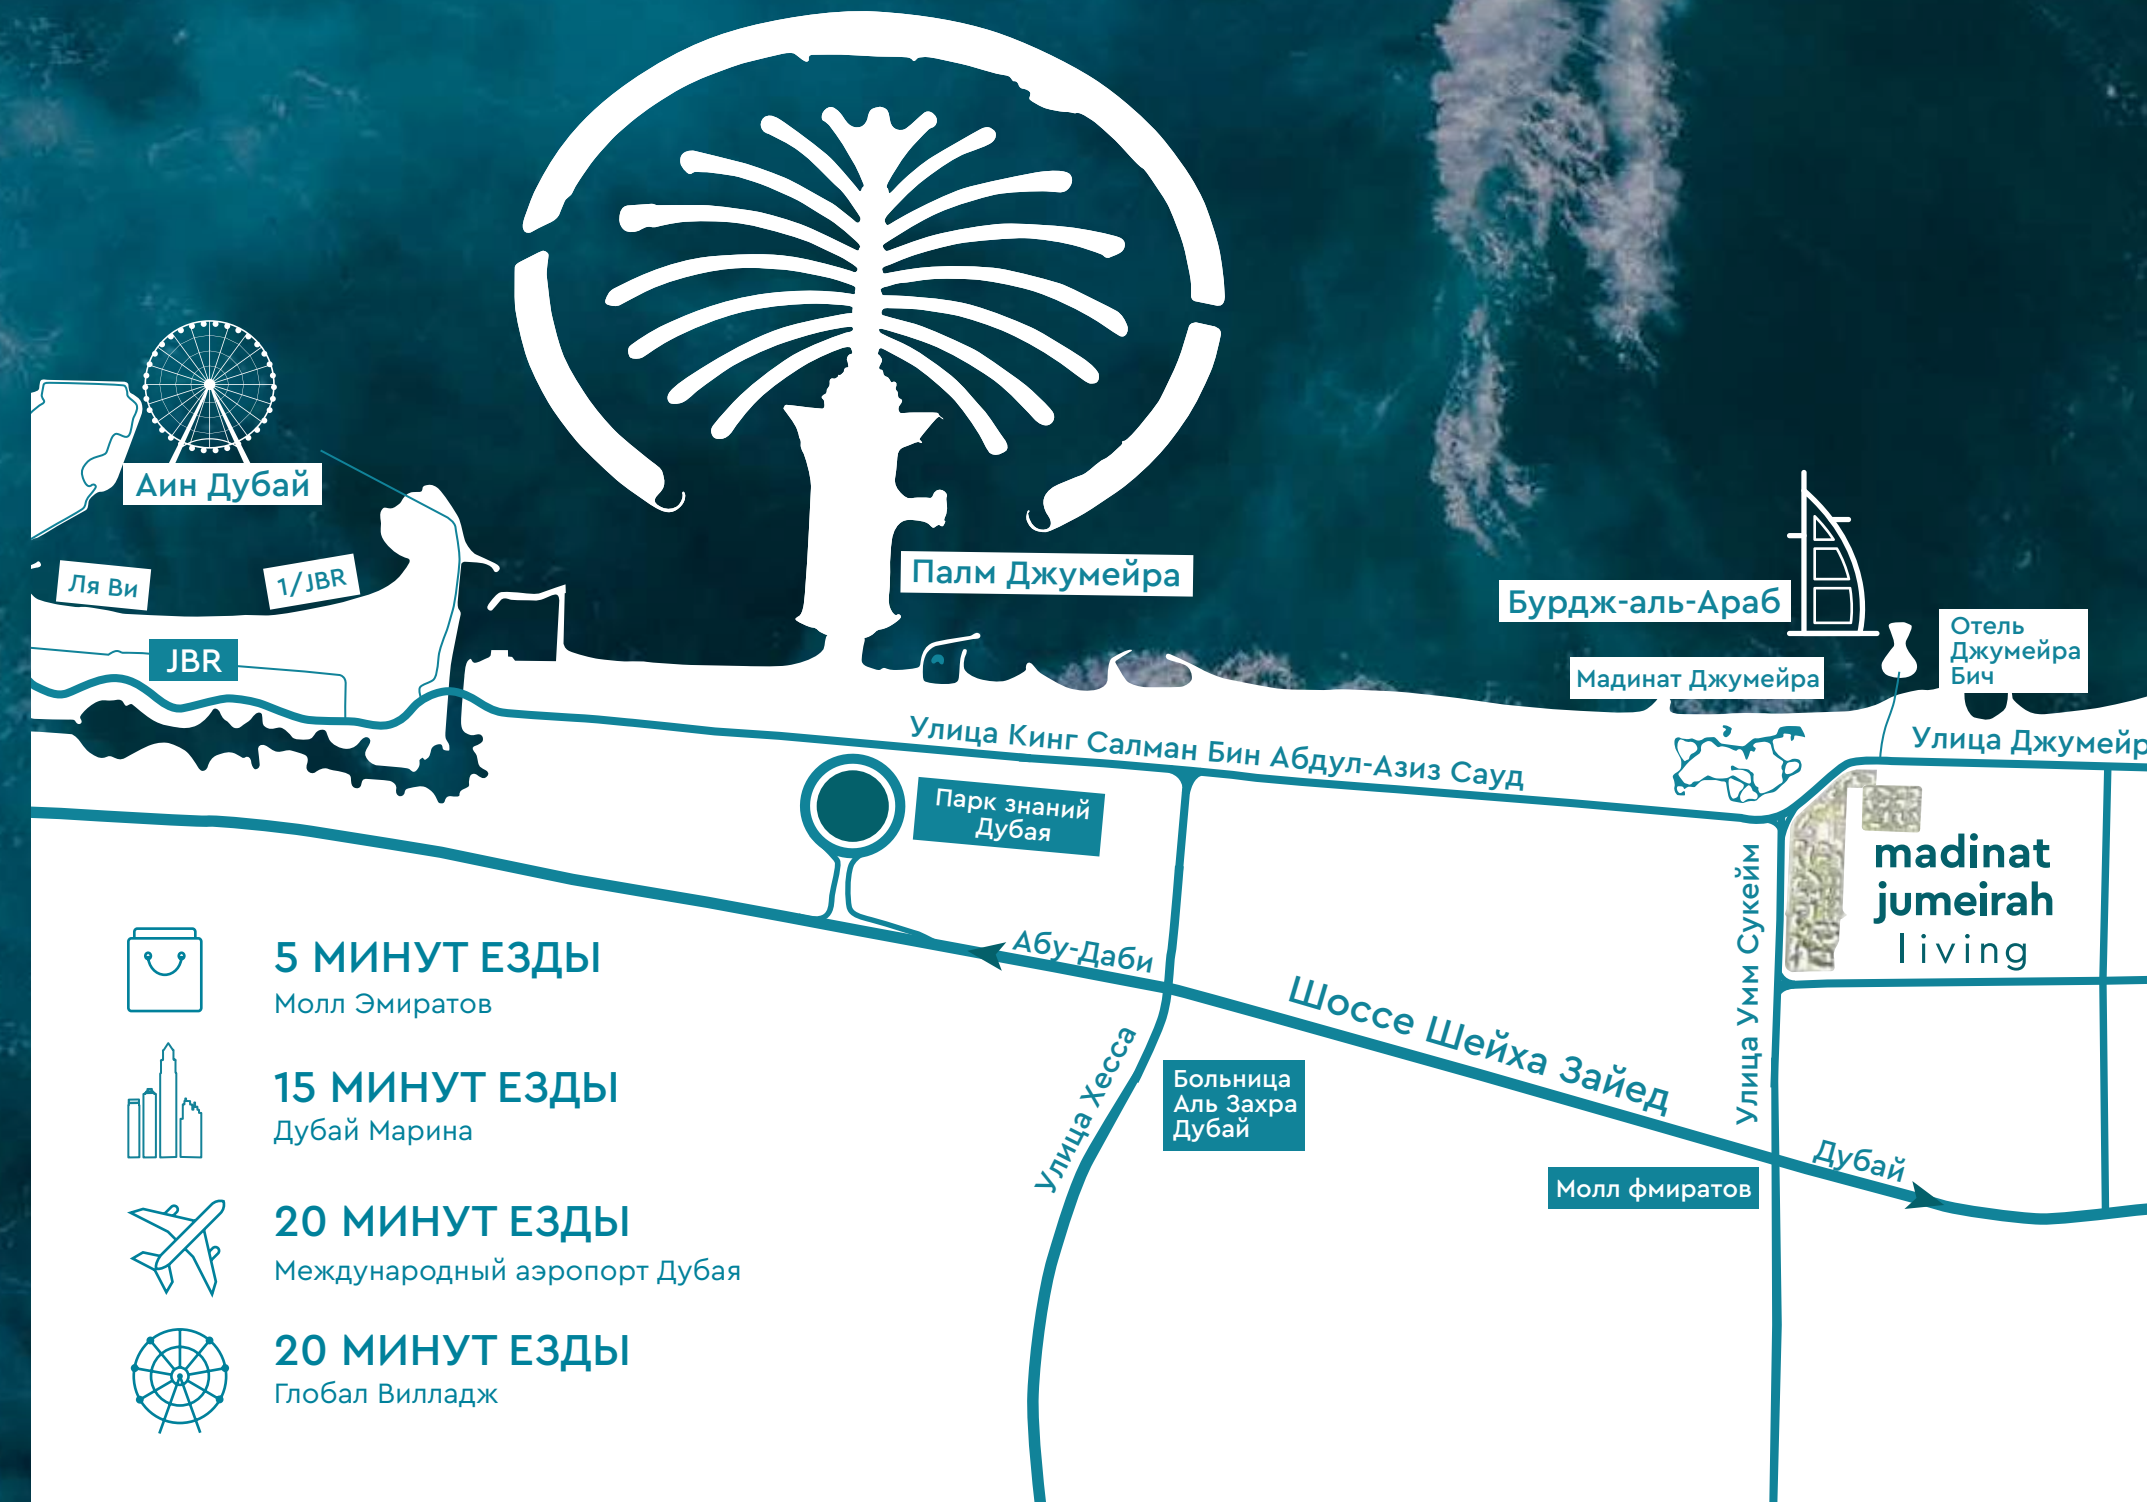 Аин Дубай
Ля Ви
1/JBR
JBR
Палм Джумейра
Бурдж-аль-Араб
Мадинат Джумейра
Отель
Джумейра
Бич
Улица Кинг Салман Бин Абдул-Азиз Сауд
Улица Джумейр
Парк знаний
Дубая
madinat
jumeirah
living
Улица Умм Сукейм
Абу-Даби
Шоссе Шейха Зайед
Улица Хесса
Больница
Аль Захра
Дубай
Дубай
Молл фмиратов
5 МИНУТ ЕЗДЫ
Молл Эмиратов
15 МИНУТ ЕЗДЫ
Дубай Марина
20 МИНУТ ЕЗДЫ
Международный аэропорт Дубая
20 МИНУТ ЕЗДЫ
Глобал Вилладж